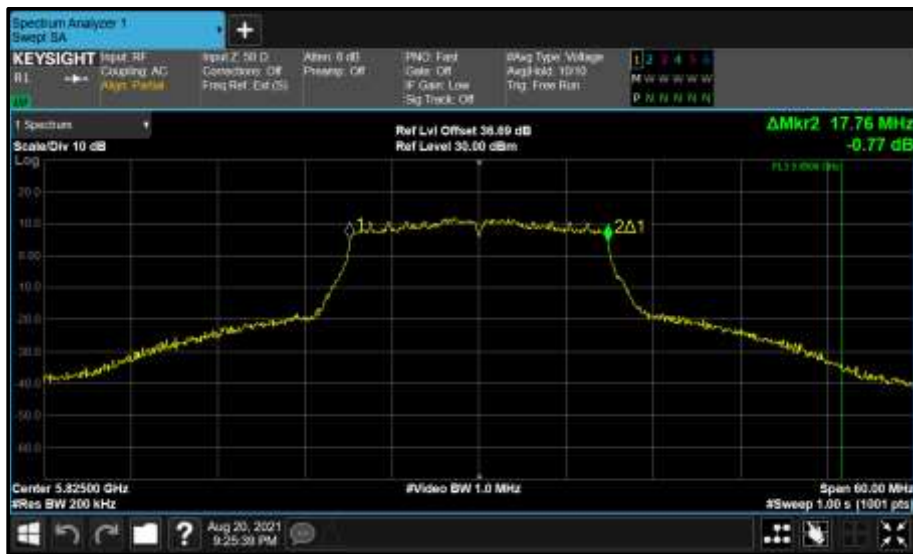 Spectrum Analyzer 1
Swept SA
+
KEYSIGHT
Input: RF
Coupling: AC
Align: Partial
Input Z: 50 Ω
Corrections: Off
Freq Ref: Ext (S)
Atten: 6 dB
Preamp: Off
PNO: Fast
Gate: Off
IF Gain: Low
Sig Track: Off
#Avg Type: Voltage
Avg|Hold: 10/10
Trig: Free Run
1 2 3 4 5 6
M W W W W W
P N N N N N
1 Spectrum
Scale/Div 10 dB
Log
Ref Lvl Offset 36.69 dB
Ref Level 30.00 dBm
ΔMkr2 17.76 MHz
-0.77 dB
20.0
10.0
0.00
-10.0
-20.0
-30.0
-40.0
-50.0
-60.0
1
2Δ1
Center 5.82500 GHz
#Res BW 200 kHz
#Video BW 1.0 MHz
Span 60.00 MHz
#Sweep 1.00 s (1001 pts)
?
Aug 20, 2021
9:25:39 PM